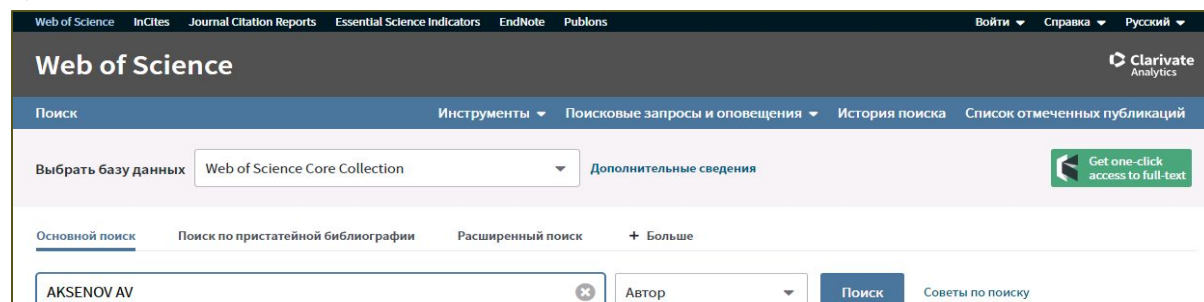 Web of Science InCites Journal Citation Reports Essential Science Indicators EndNote Publons Войти Справка Русский
Web of Science Clarivate Analytics
Поиск Инструменты Поисковые запросы и оповещения История поиска Список отмеченных публикаций
Выбрать базу данных Web of Science Core Collection Дополнительные сведения Get one-click access to full-text
Основной поиск Поиск по пристатейной библиографии Расширенный поиск + Больше
AKSENOV AV Автор Поиск Советы по поиску